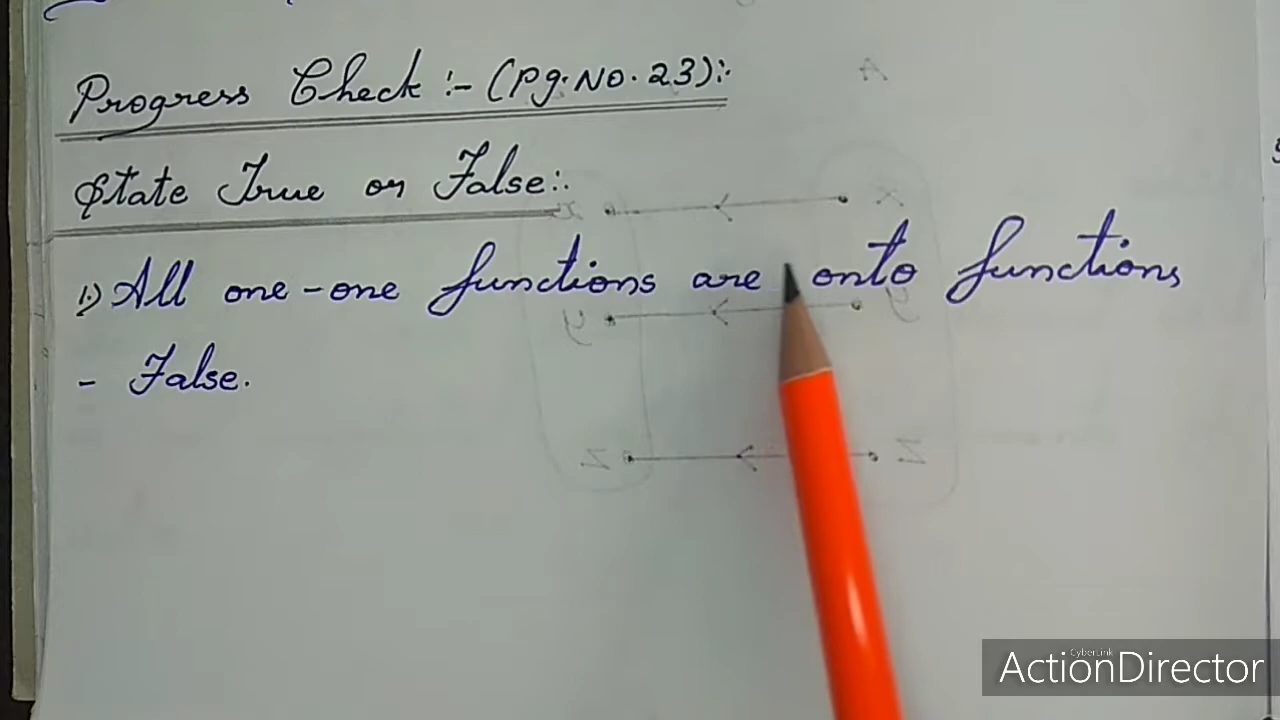 Progress Check :- (Pg.No.23):-
State True or False:-
1.) All one-one functions are onto functions
- False.
CyberLink
ActionDirector